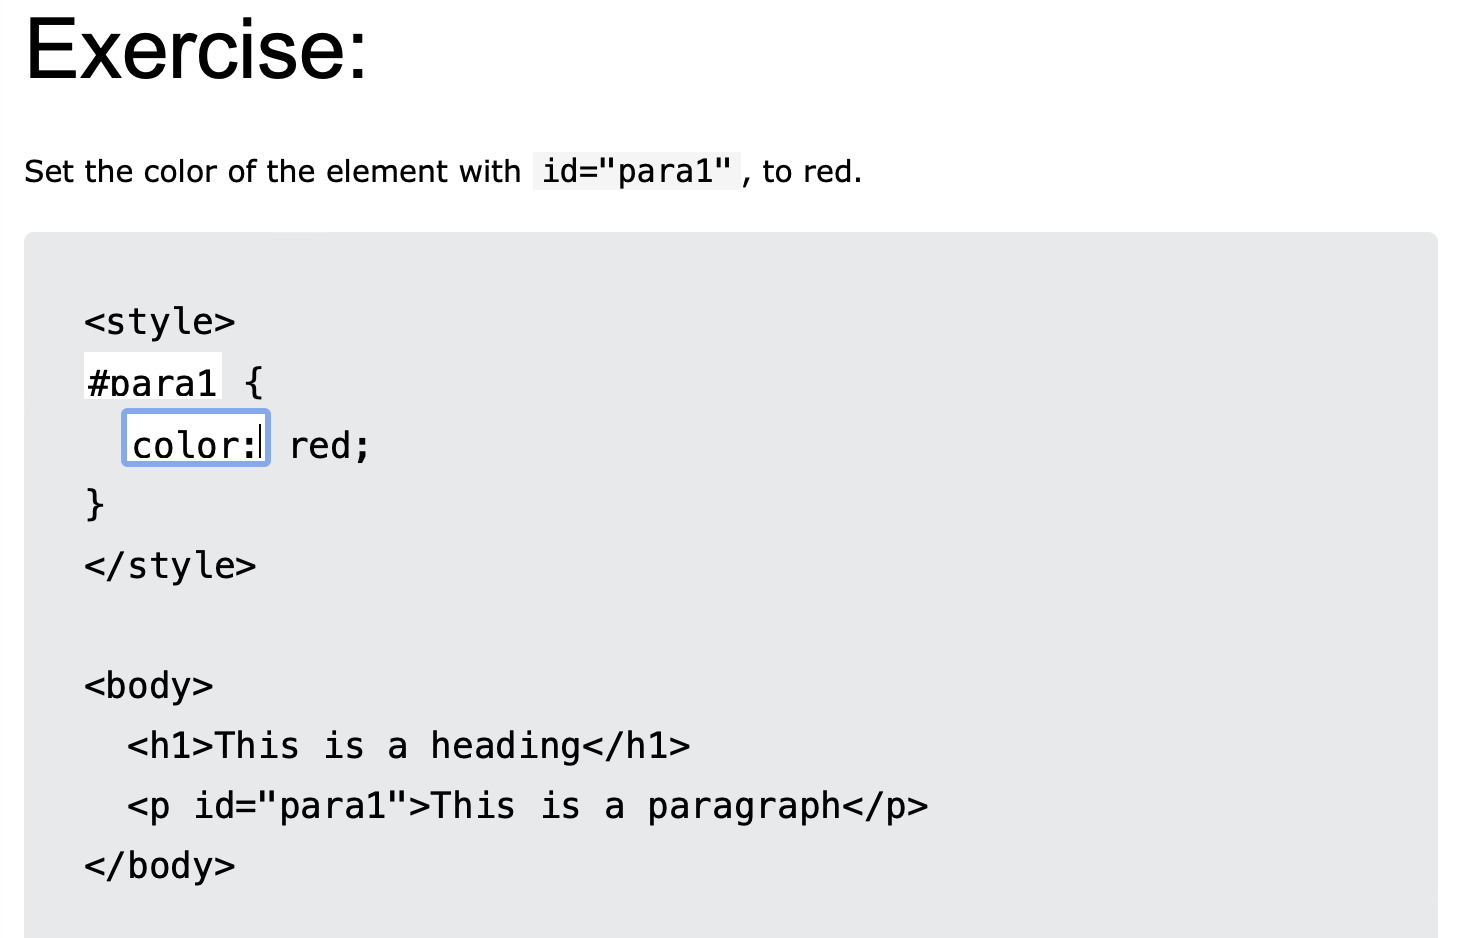 Exercise:
Set the color of the element with id="para1", to red.
<style>
#para1 {
  color: red;
}
</style>
<body>
  <h1>This is a heading</h1>
  <p id="para1">This is a paragraph</p>
</body>